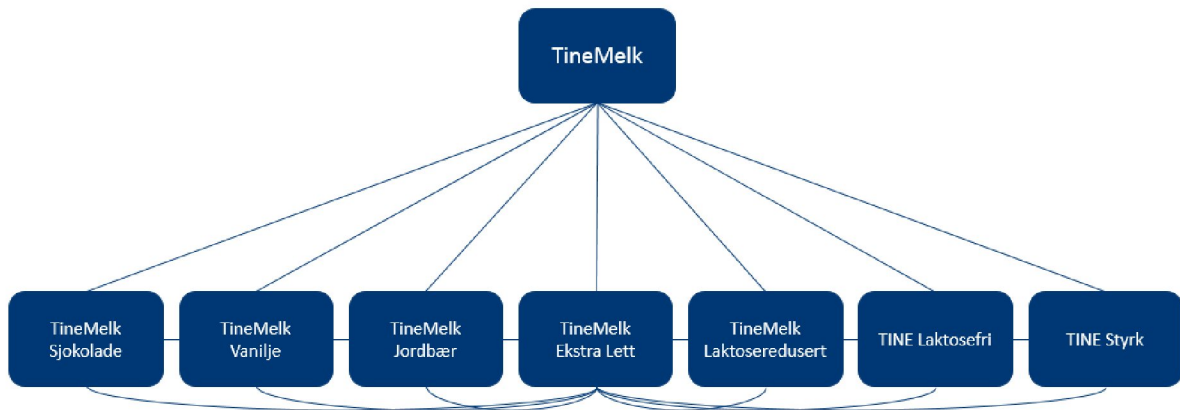 TineMelk
TineMelk
Sjokolade
TineMelk
Vanilje
TineMelk
Jordbær
TineMelk
Ekstra Lett
TineMelk
Laktoseredusert
TINE Laktosefri
TINE Styrk